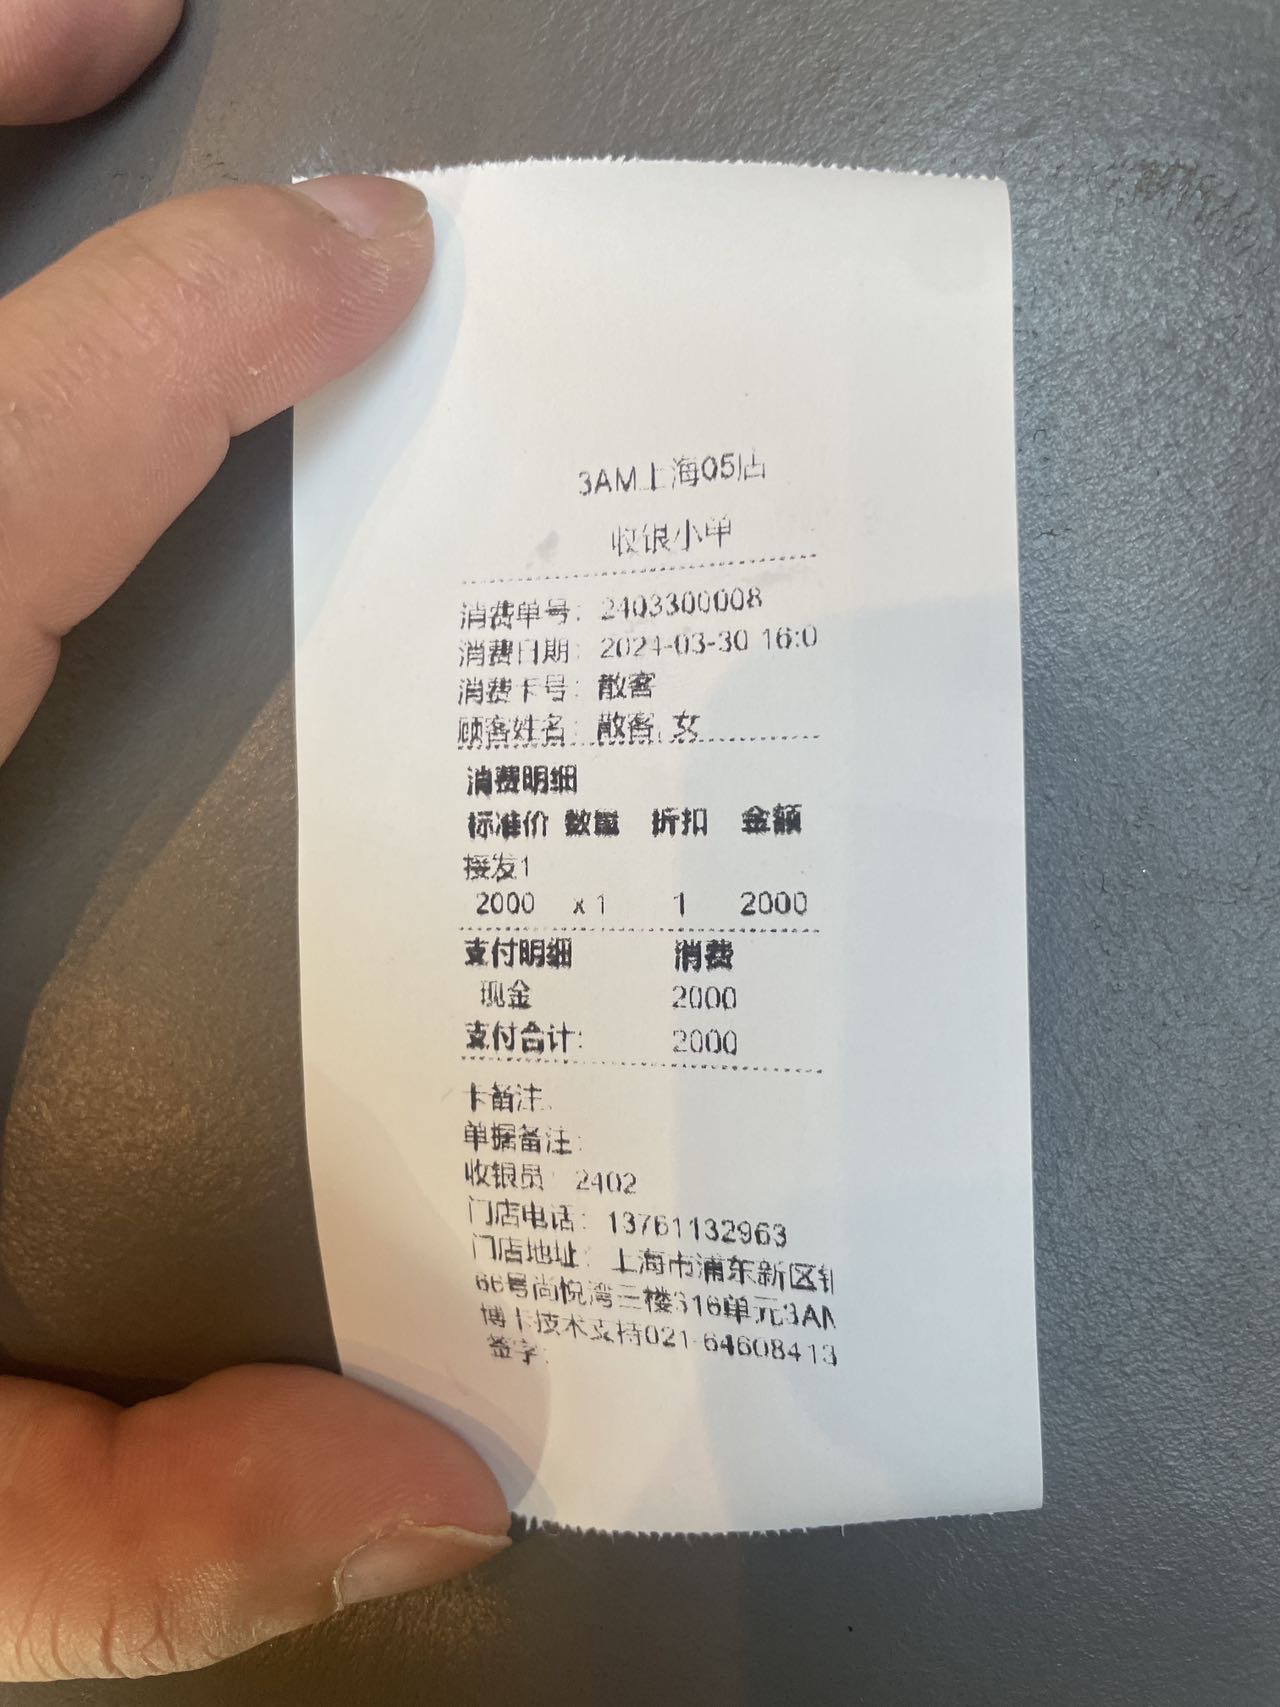 3AM上海05店
收银小单
消费单号: 2403300008
消费日期: 2024-03-30 16:0
消费卡号: 散客
顾客姓名: 散客, 女
消费明细
标准价 数量 折扣 金额
接发1
2000 x 1 1 2000
支付明细 消费
现金 2000
支付合计: 2000
卡备注:
单据备注:
收银员: 2402
门店电话: 13761132963
门店地址: 上海市浦东新区
66号尚悦湾三楼316单元3AM
博卡技术支持021-64608413
签字: